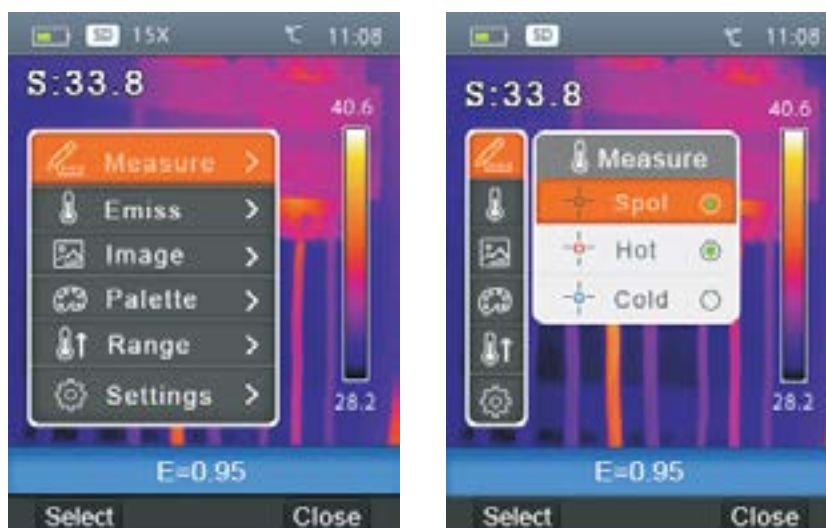 SD 15X °C 11:08
S:33.8
40.6
Measure >
Emiss >
Image >
Palette >
Range >
Settings >
28.2
E=0.95
Select Close
SD °C 11:08
S:33.8
40.6
Measure
Spot
Hot
Cold
28.2
E=0.95
Select Close